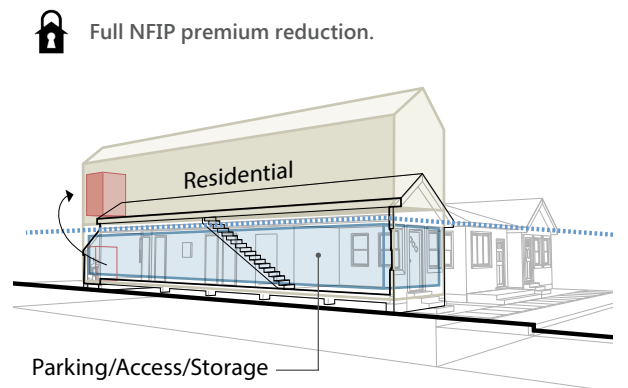 Full NFIP premium reduction.
Residential
Parking/Access/Storage